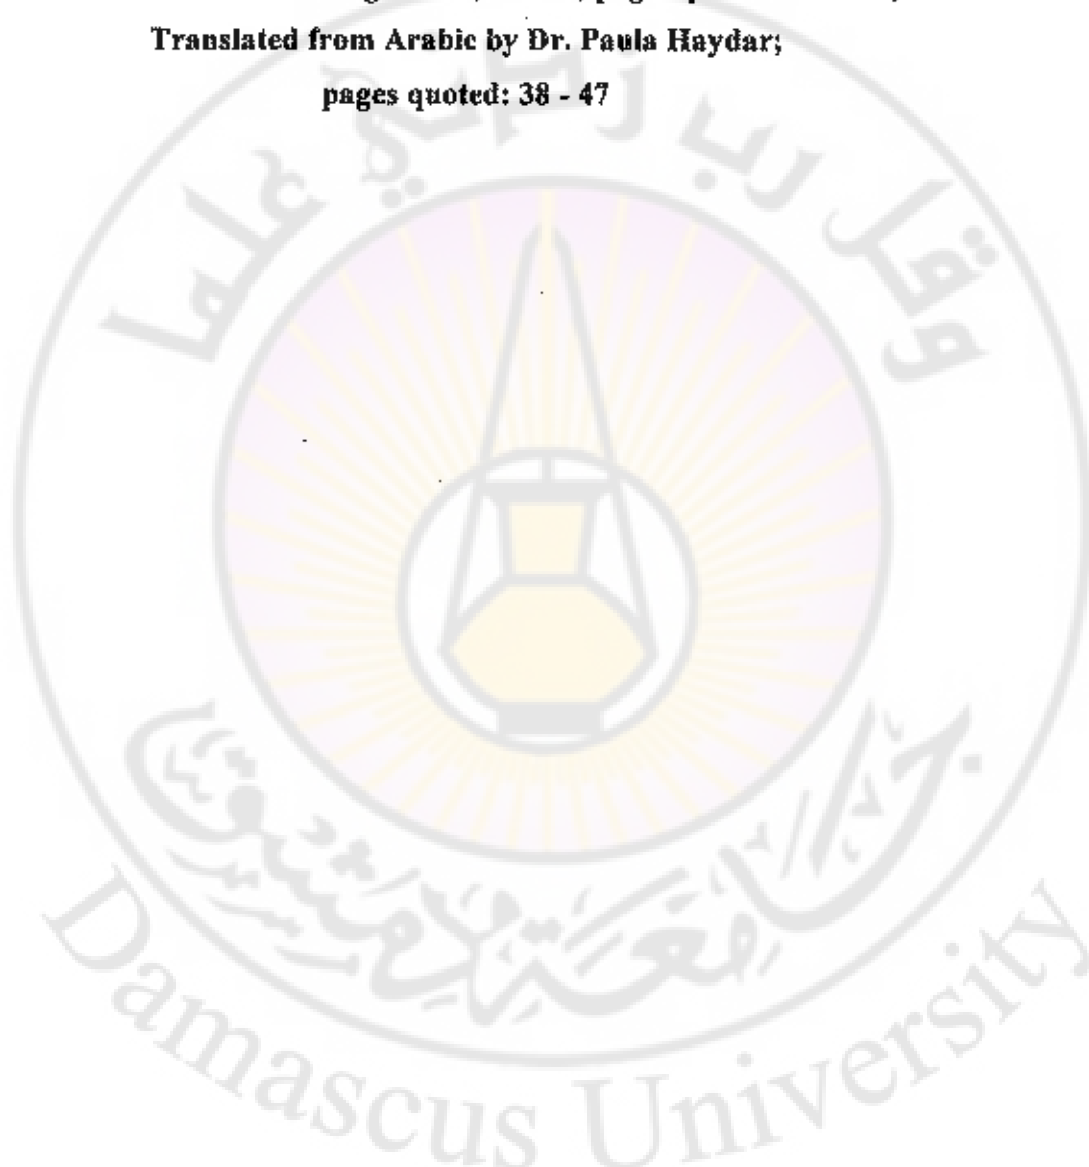 Translated from Arabic by Dr. Paula Haydar;
pages quoted: 38 - 47
وقل رب زدني علما
جامعة دمشق
Damascus University